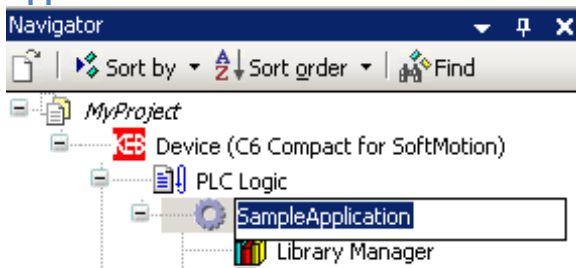 Navigator
Sort by Sort order Find
MyProject
KEB Device (C6 Compact for SoftMotion)
PLC Logic
SampleApplication
Library Manager